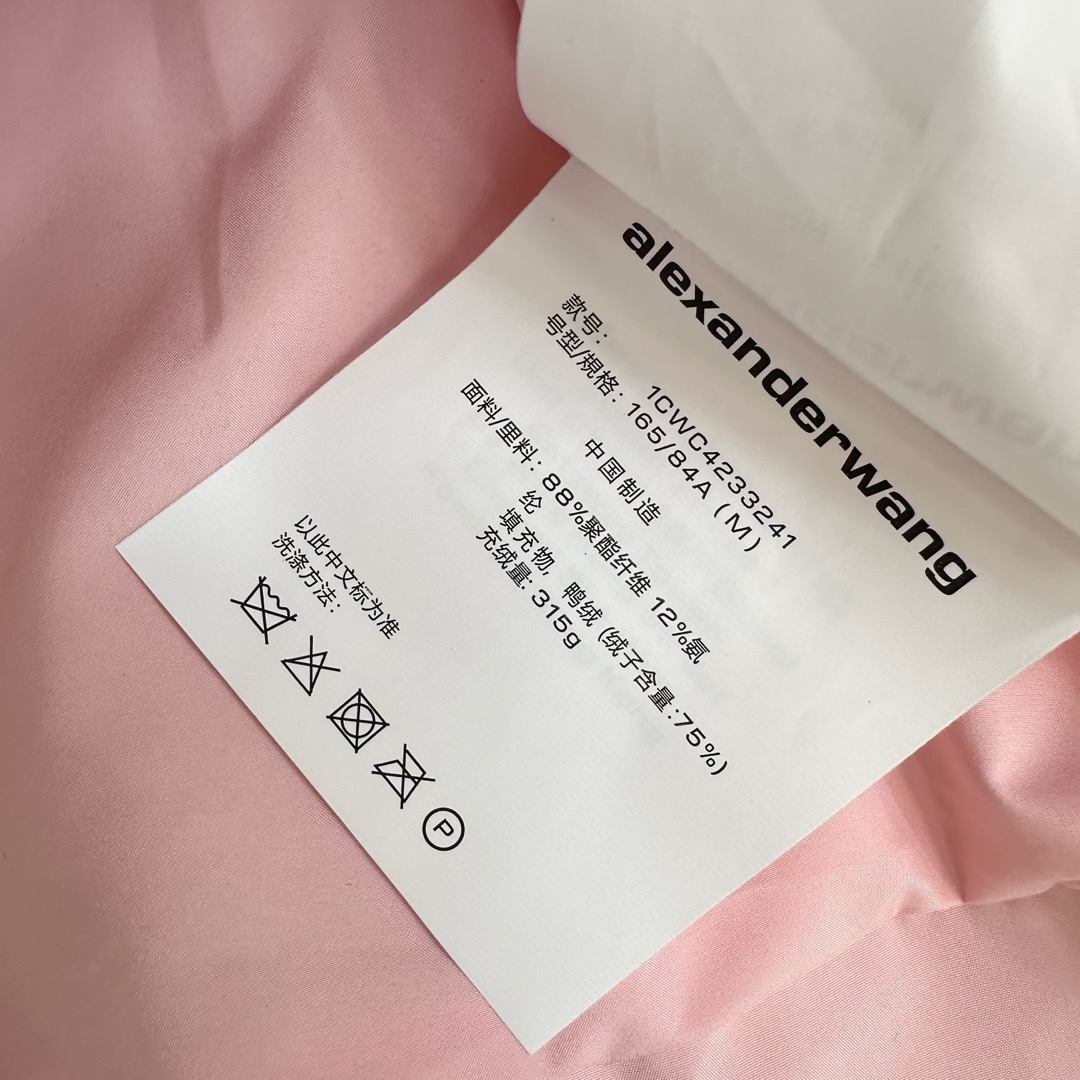 alexanderwang
款号: 1CWC4233241
号型/規格: 165/84A (M)
中国制造
面料/里料: 88%聚酯纤维 12%氨
纶
填充物, 鸭绒 (绒子含量:75%)
充绒量: 315g
以此中文标为准
洗涤方法:
P